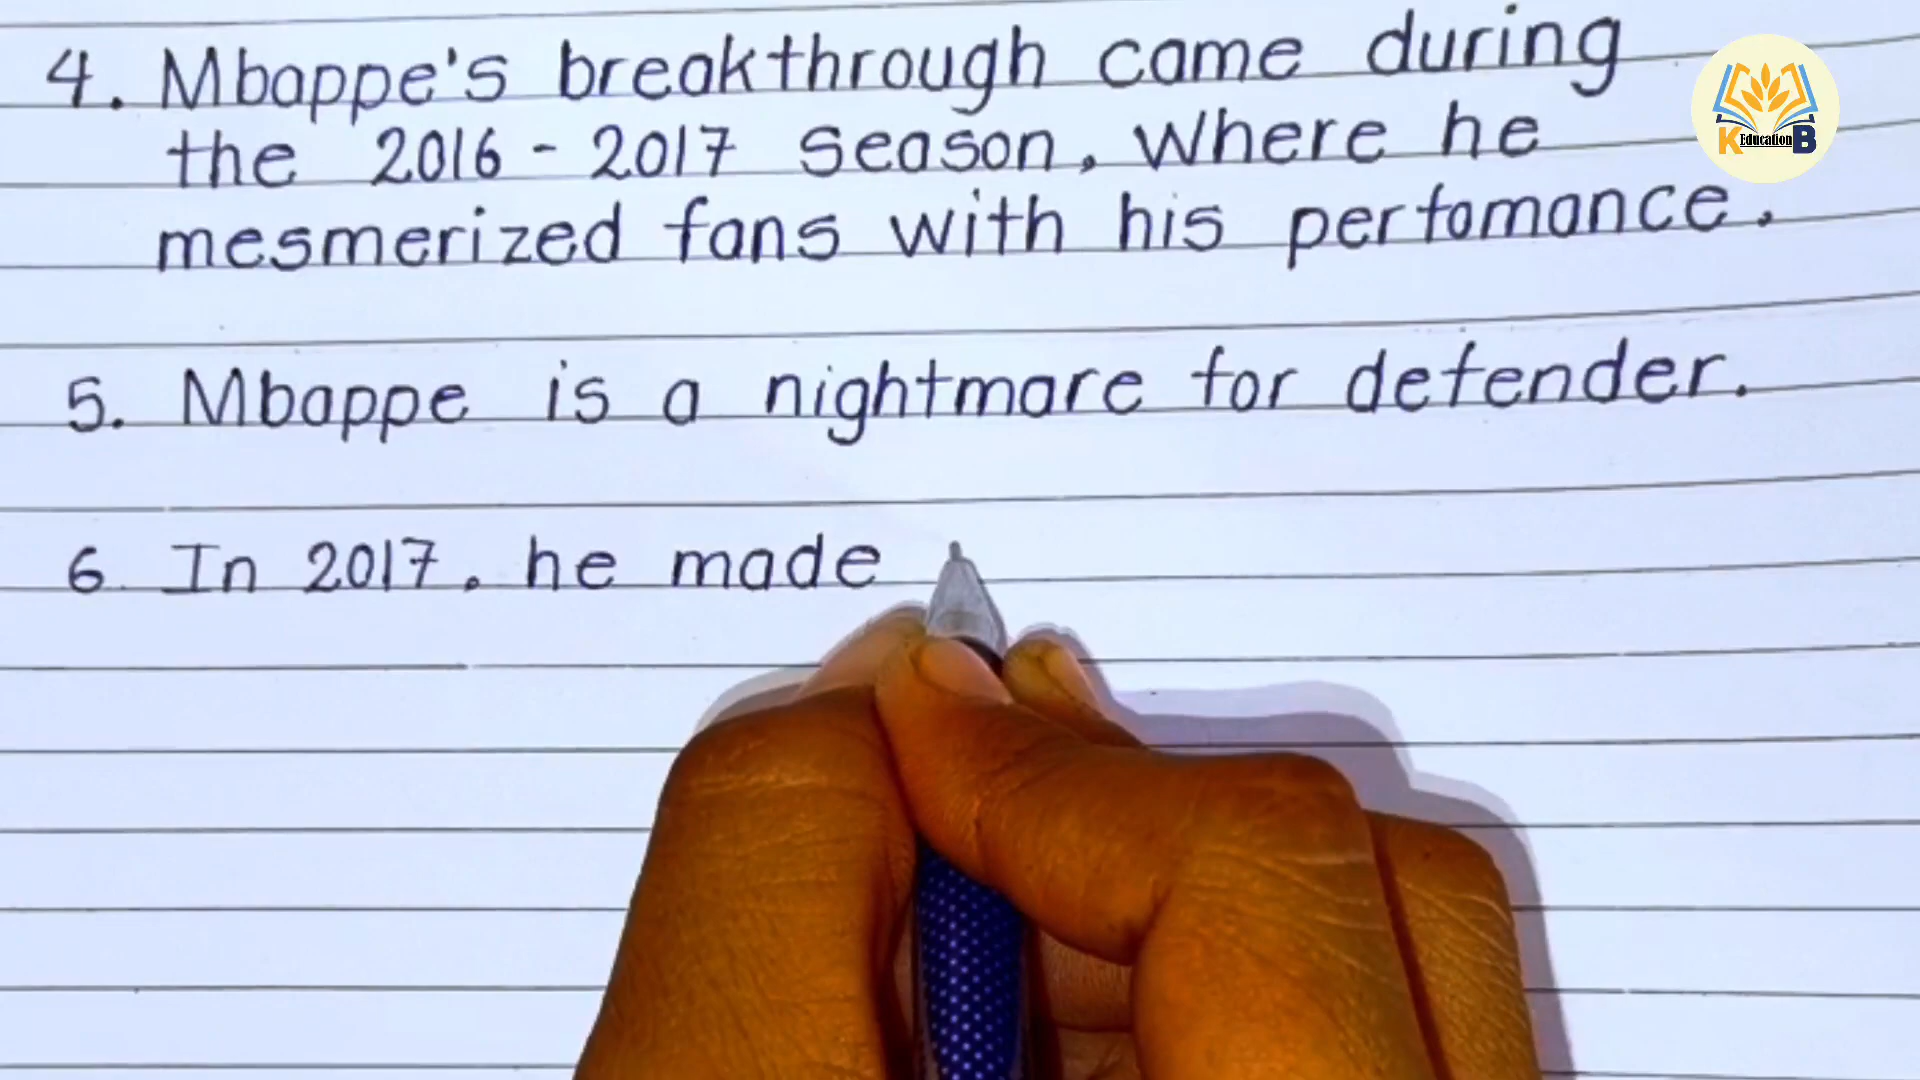 4. Mbappe's breakthrough came during
the 2016-2017 season, Where he
mesmerized fans with his perfomance.
5. Mbappe is a nightmare for defender.
6. In 2017, he made
K Education B